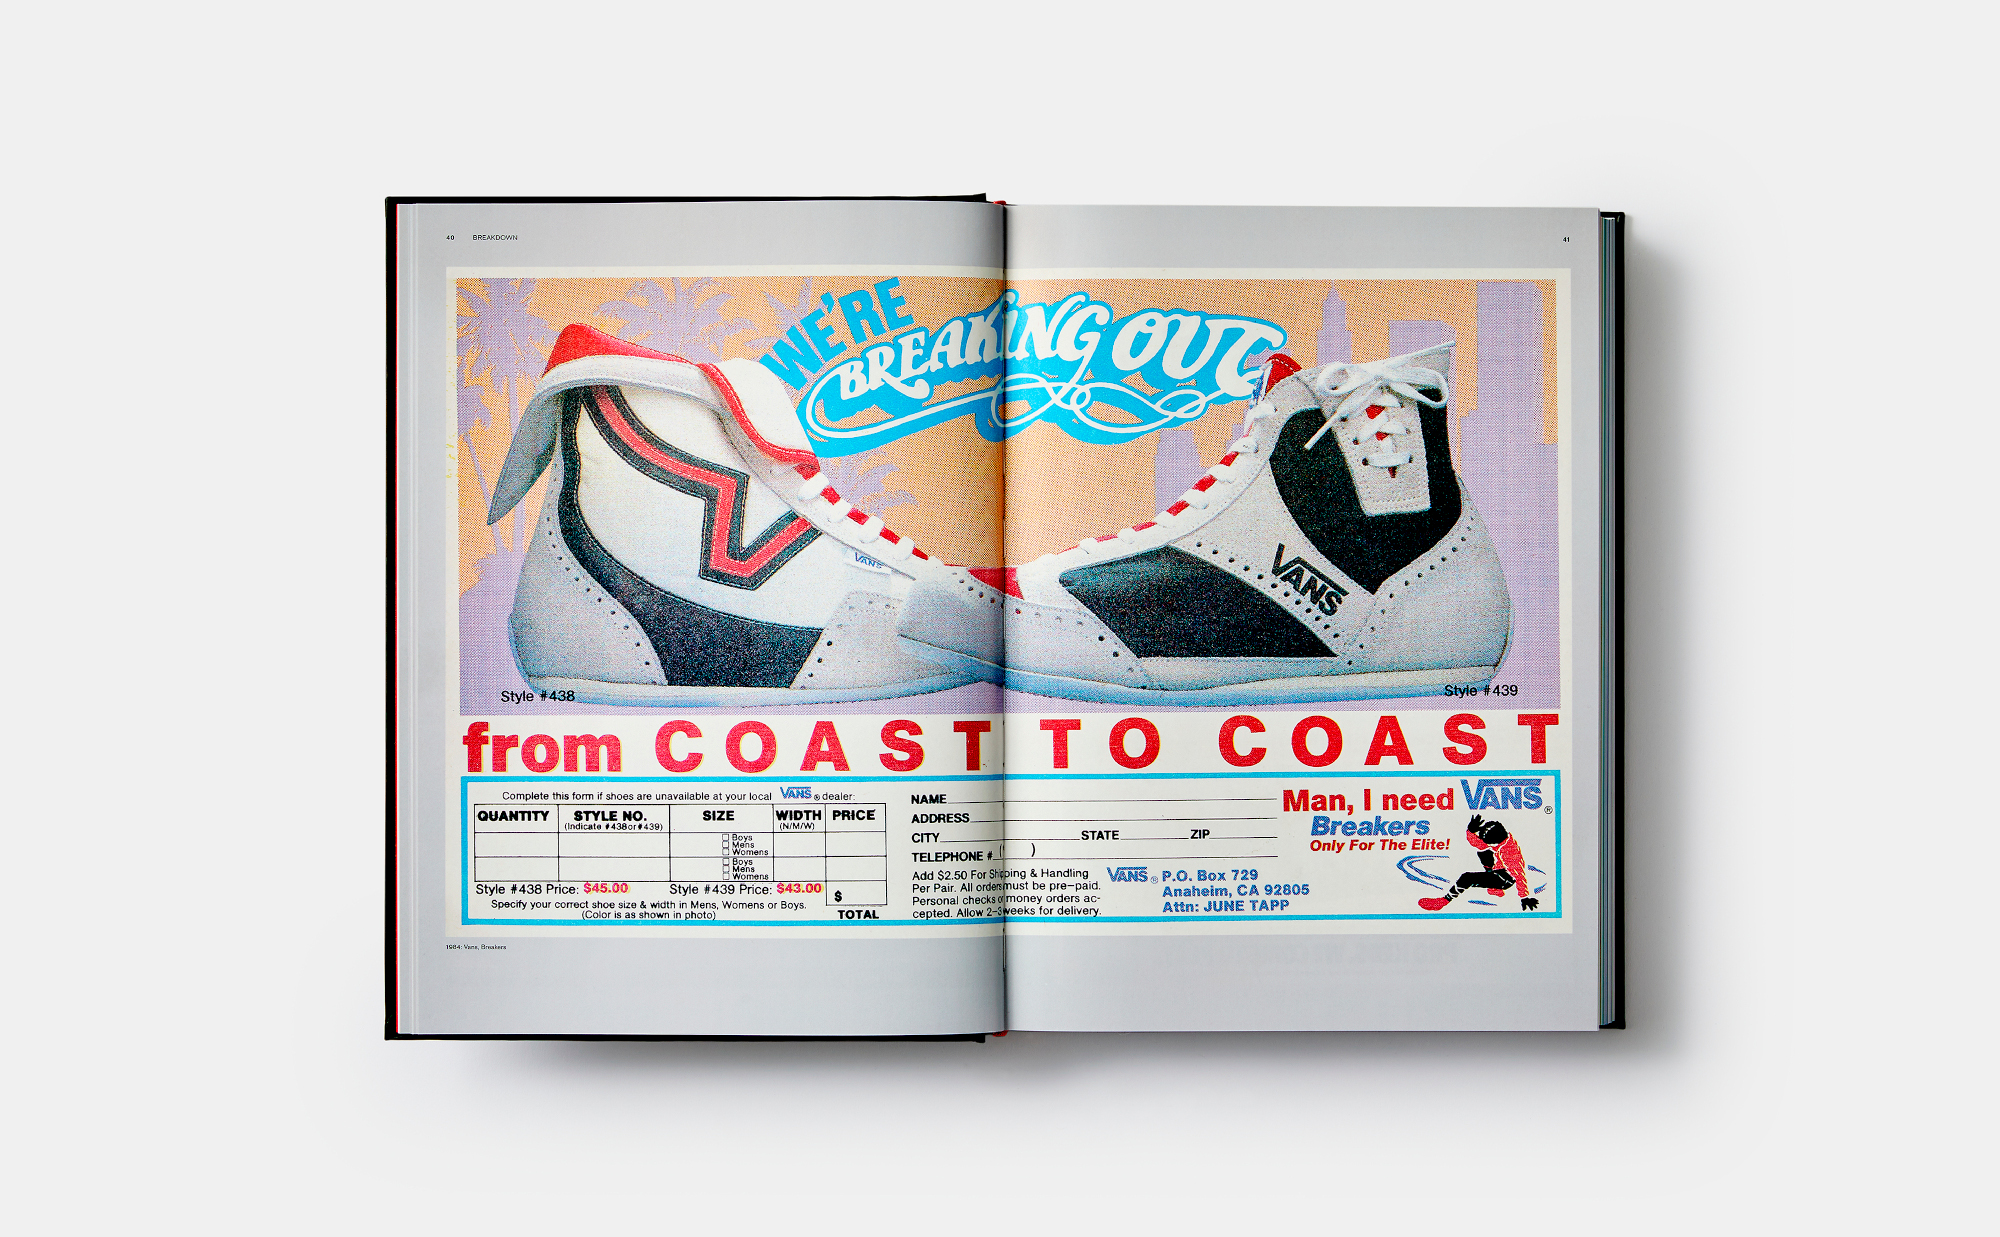 40 BREAKDOWN
41
WE'RE
BREAKING OUT
VANS
VANS
Style #438
Style #439
from COAST TO COAST
Complete this form if shoes are unavailable at your local VANS® dealer:
QUANTITY STYLE NO. SIZE WIDTH PRICE
(Indicate #438 or #439) (N/M/W)
Boys
Mens
Womens
Boys
Mens
Womens
Style #438 Price: $45.00 Style #439 Price: $43.00
$
Specify your correct shoe size & width in Mens, Womens or Boys.
(Color is as shown in photo)
TOTAL
NAME
ADDRESS
CITY STATE ZIP
TELEPHONE # ( )
Add $2.50 For Shipping & Handling
Per Pair. All orders must be pre-paid.
Personal checks or money orders ac-
cepted. Allow 2-3 weeks for delivery.
VANS® P.O. Box 729
Anaheim, CA 92805
Attn: JUNE TAPP
Man, I need VANS®
Breakers
Only For The Elite!
1984: Vans, Breakers